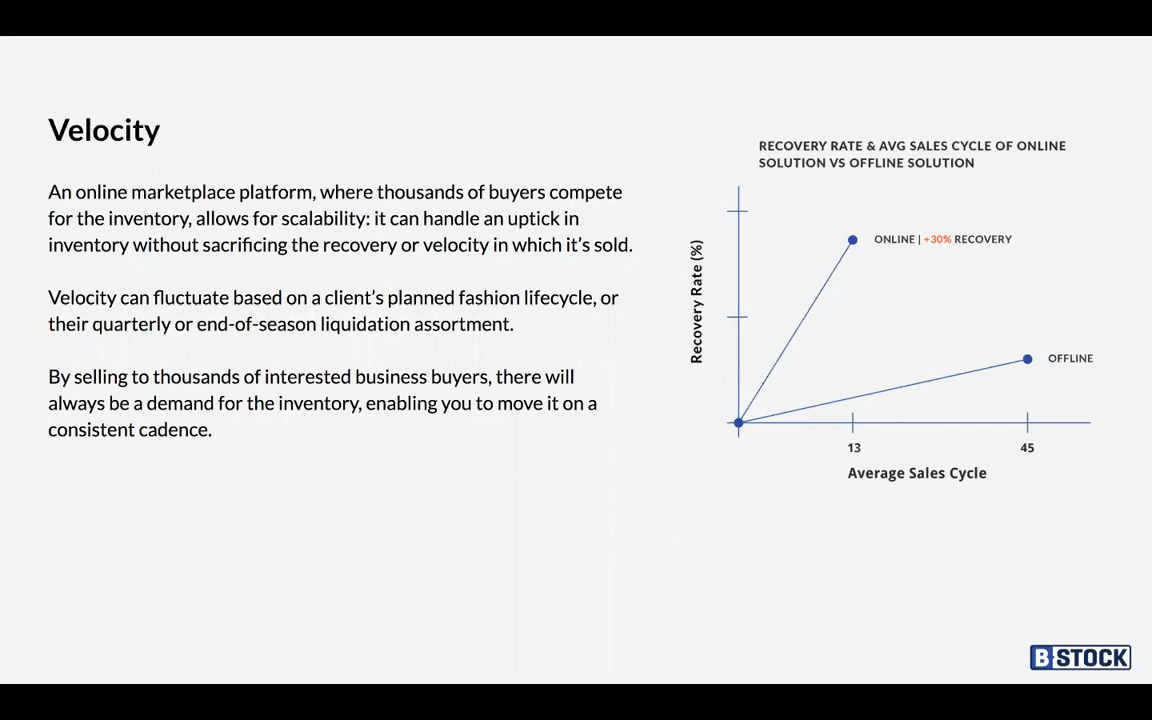 Velocity
An online marketplace platform, where thousands of buyers compete
for the inventory, allows for scalability: it can handle an uptick in
inventory without sacrificing the recovery or velocity in which it's sold.
Velocity can fluctuate based on a client's planned fashion lifecycle, or
their quarterly or end-of-season liquidation assortment.
By selling to thousands of interested business buyers, there will
always be a demand for the inventory, enabling you to move it on a
consistent cadence.
RECOVERY RATE & AVG SALES CYCLE OF ONLINE
SOLUTION VS OFFLINE SOLUTION
Recovery Rate (%)
ONLINE | +30% RECOVERY
OFFLINE
13
45
Average Sales Cycle
B STOCK